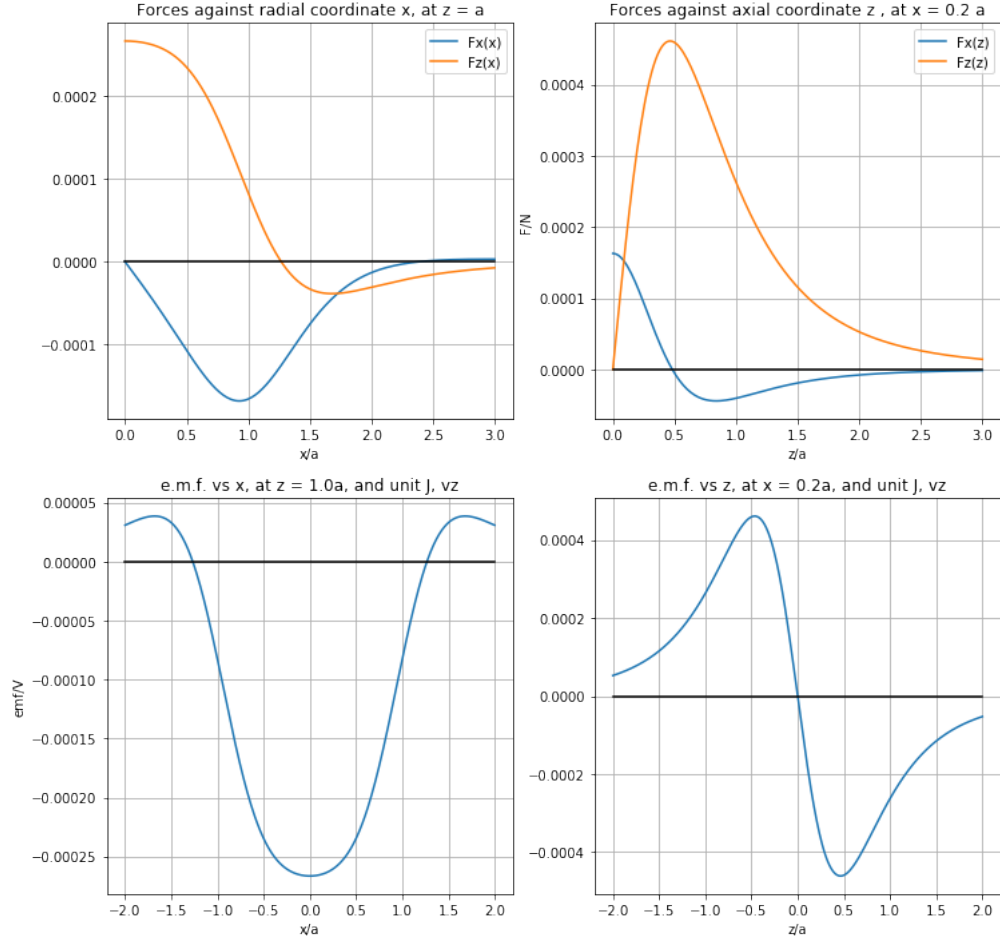 Forces against radial coordinate x, at z = a
Fx(x)
Fz(x)
0.0002
0.0001
0.0000
−0.0001
0.0 0.5 1.0 1.5 2.0 2.5 3.0
x/a
Forces against axial coordinate z , at x = 0.2 a
Fx(z)
Fz(z)
F/N
0.0004
0.0003
0.0002
0.0001
0.0000
0.0 0.5 1.0 1.5 2.0 2.5 3.0
z/a
e.m.f. vs x, at z = 1.0a, and unit J, vz
emf/V
0.00005
0.00000
−0.00005
−0.00010
−0.00015
−0.00020
−0.00025
−2.0 −1.5 −1.0 −0.5 0.0 0.5 1.0 1.5 2.0
x/a
e.m.f. vs z, at x = 0.2a, and unit J, vz
0.0004
0.0002
0.0000
−0.0002
−0.0004
−2.0 −1.5 −1.0 −0.5 0.0 0.5 1.0 1.5 2.0
z/a